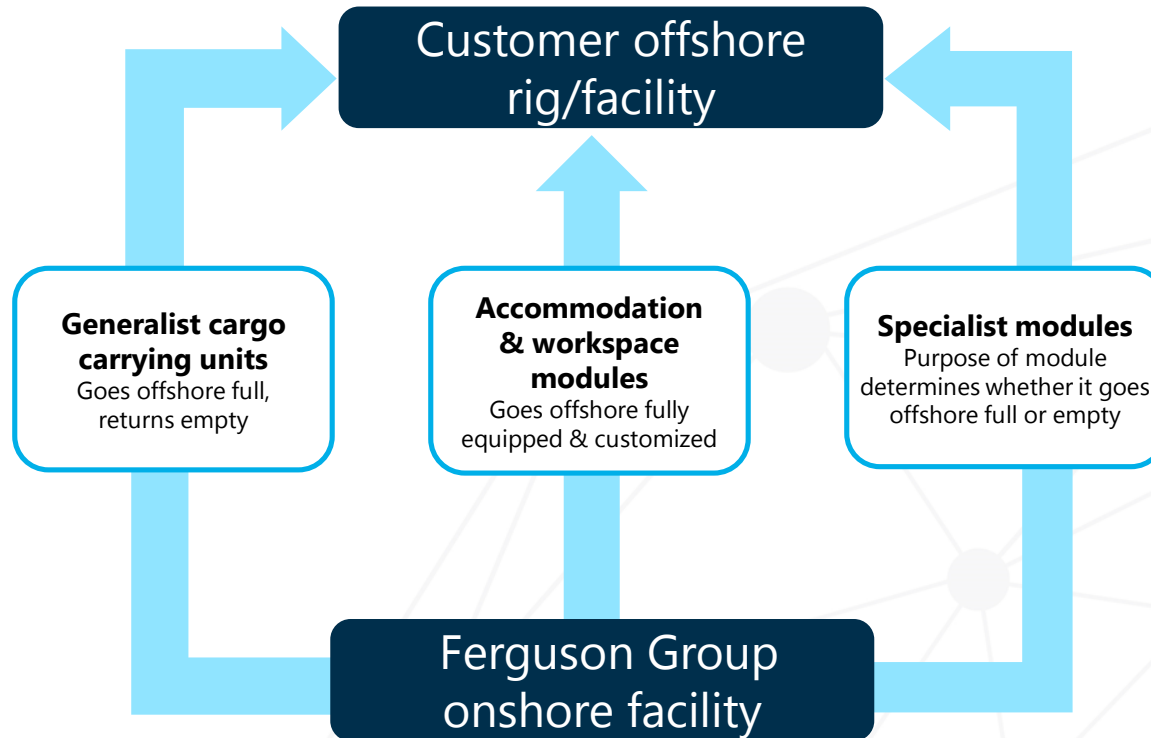 Customer offshore
rig/facility
Generalist cargo
carrying units
Goes offshore full,
returns empty
Accommodation
& workspace
modules
Goes offshore fully
equipped & customized
Specialist modules
Purpose of module
determines whether it goes
offshore full or empty
Ferguson Group
onshore facility